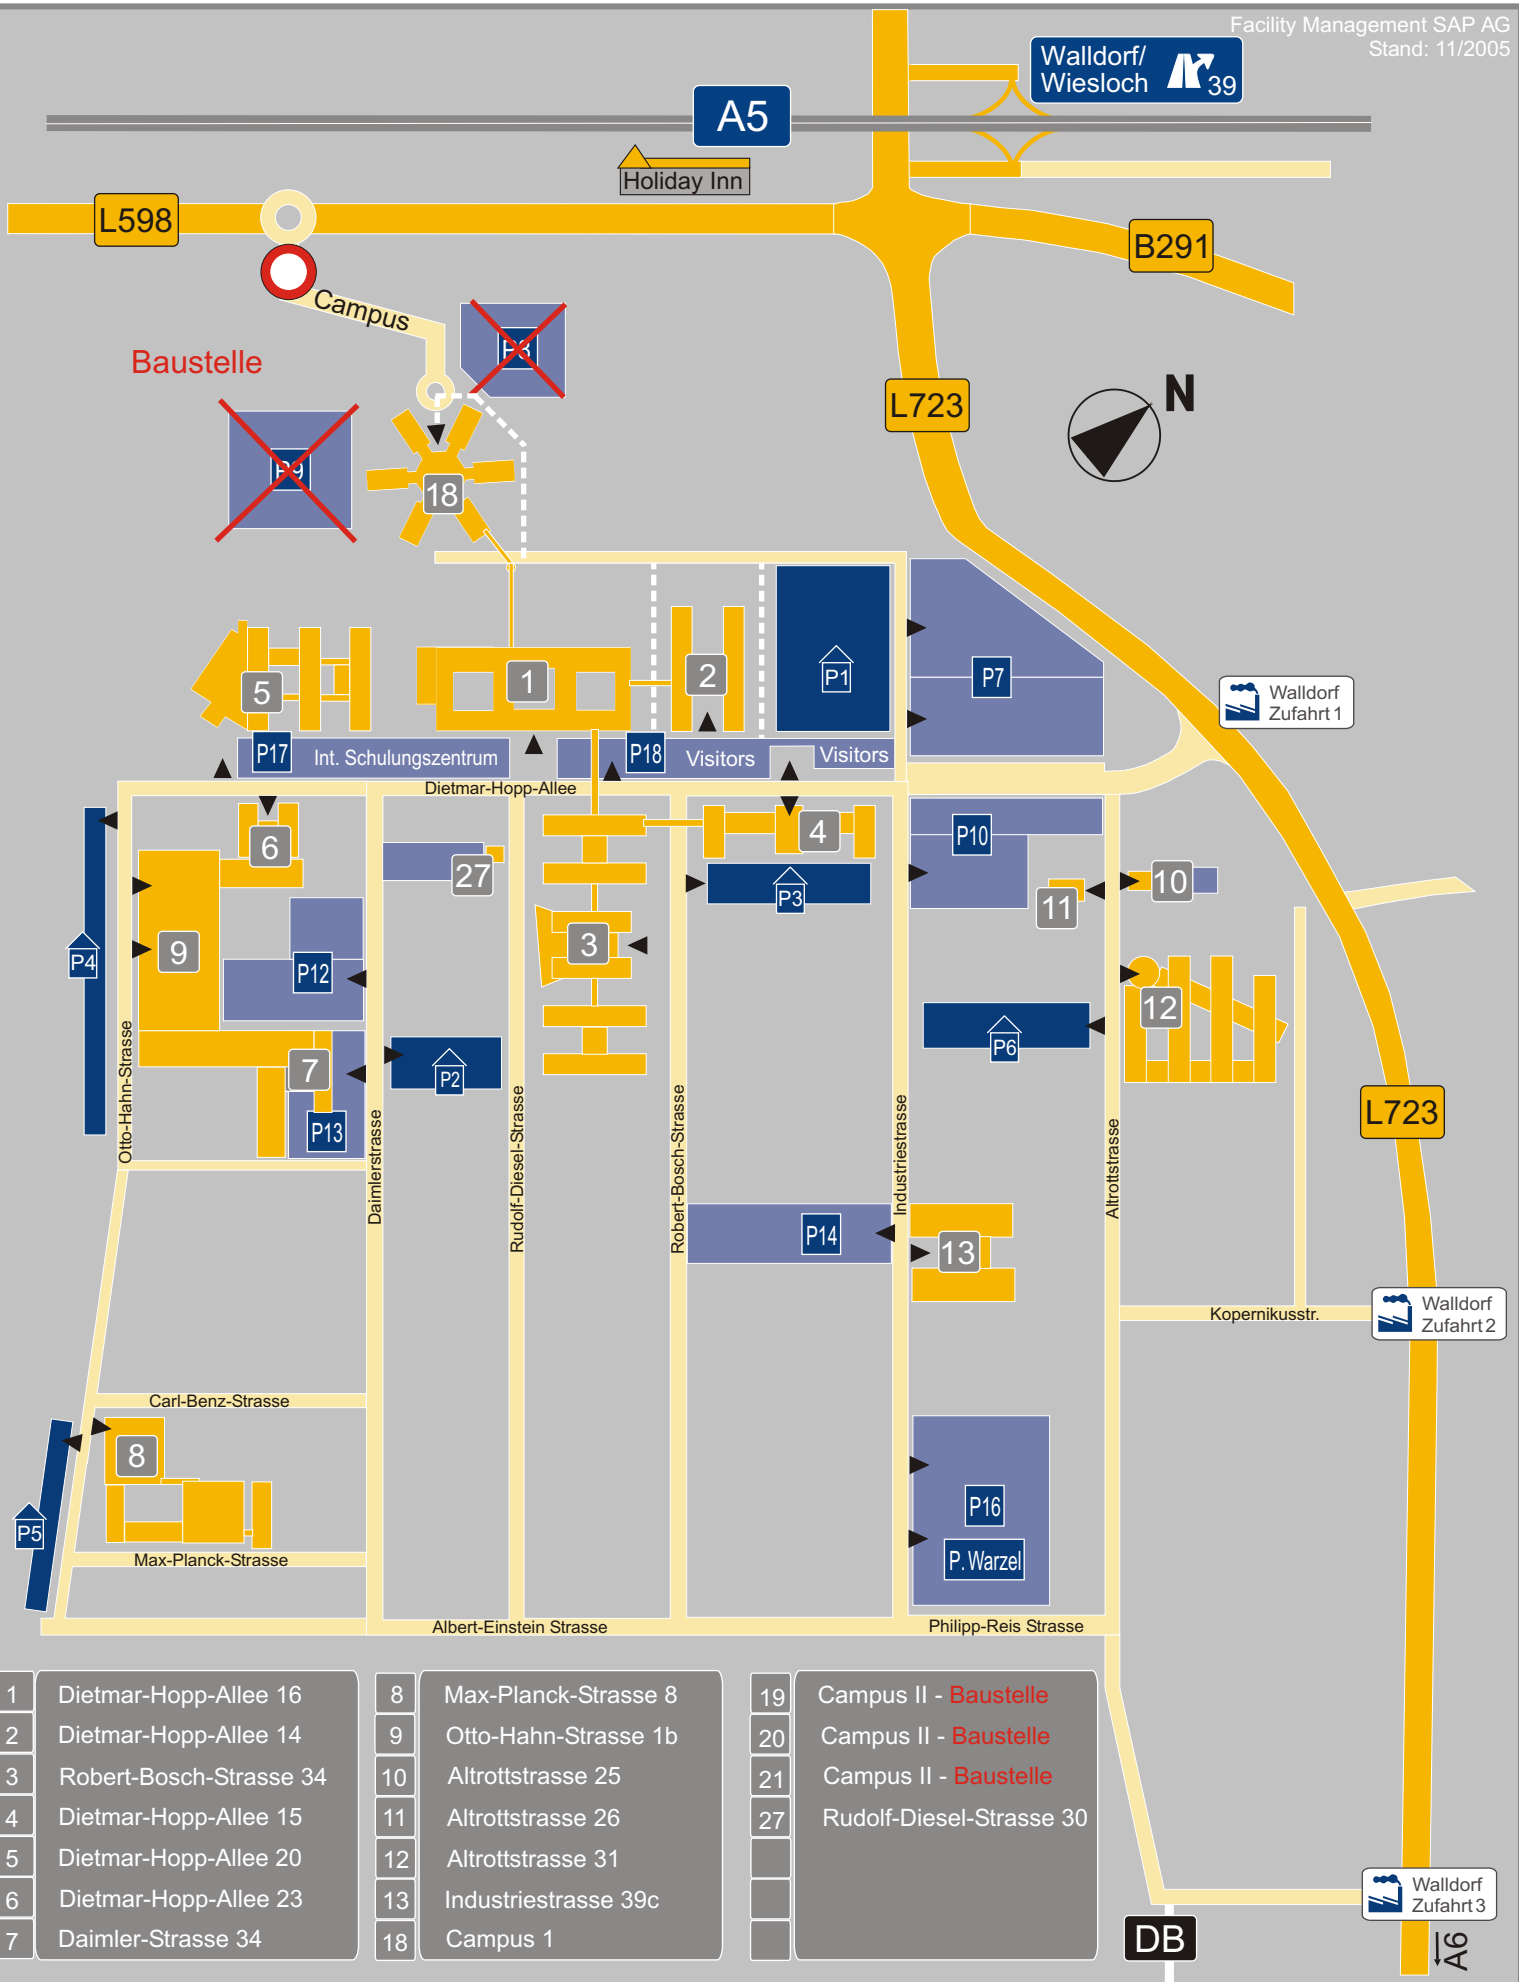 Facility Management SAP AG
Stand: 11/2005
Walldorf/
Wiesloch
39
A5
Holiday Inn
L598
B291
Campus
P8
Baustelle
L723
N
P9
18
5
1
2
P1
P7
Walldorf
Zufahrt 1
P17
Int. Schulungszentrum
P18
Visitors
Visitors
Dietmar-Hopp-Allee
6
27
4
P10
P3
11
10
9
P4
P12
3
12
P6
7
P2
P13
Otto-Hahn-Strasse
Daimlerstrasse
Rudolf-Diesel-Strasse
Robert-Bosch-Strasse
Industriestrasse
Altrottstrasse
L723
P14
13
Kopernikusstr.
Walldorf
Zufahrt 2
Carl-Benz-Strasse
8
P5
P16
P. Warzel
Max-Planck-Strasse
Albert-Einstein Strasse
Philipp-Reis Strasse
1 Dietmar-Hopp-Allee 16
2 Dietmar-Hopp-Allee 14
3 Robert-Bosch-Strasse 34
4 Dietmar-Hopp-Allee 15
5 Dietmar-Hopp-Allee 20
6 Dietmar-Hopp-Allee 23
7 Daimler-Strasse 34
8 Max-Planck-Strasse 8
9 Otto-Hahn-Strasse 1b
10 Altrottstrasse 25
11 Altrottstrasse 26
12 Altrottstrasse 31
13 Industriestrasse 39c
18 Campus 1
19 Campus II - Baustelle
20 Campus II - Baustelle
21 Campus II - Baustelle
27 Rudolf-Diesel-Strasse 30
Walldorf
Zufahrt 3
DB
A6